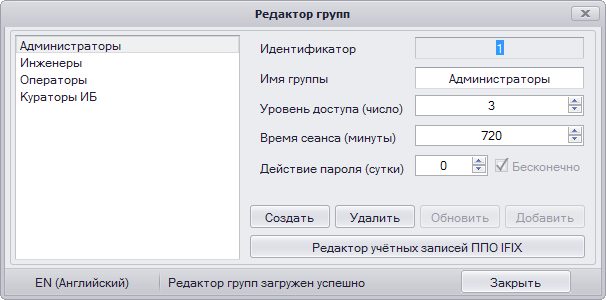 Редактор групп
Администраторы
Инженеры
Операторы
Кураторы ИБ
Идентификатор 1
Имя группы Администраторы
Уровень доступа (число) 3
Время сеанса (минуты) 720
Действие пароля (сутки) 0 Бесконечно
Создать Удалить Обновить Добавить
Редактор учётных записей ППО IFIX
EN (Английский) Редактор групп загружен успешно Закрыть